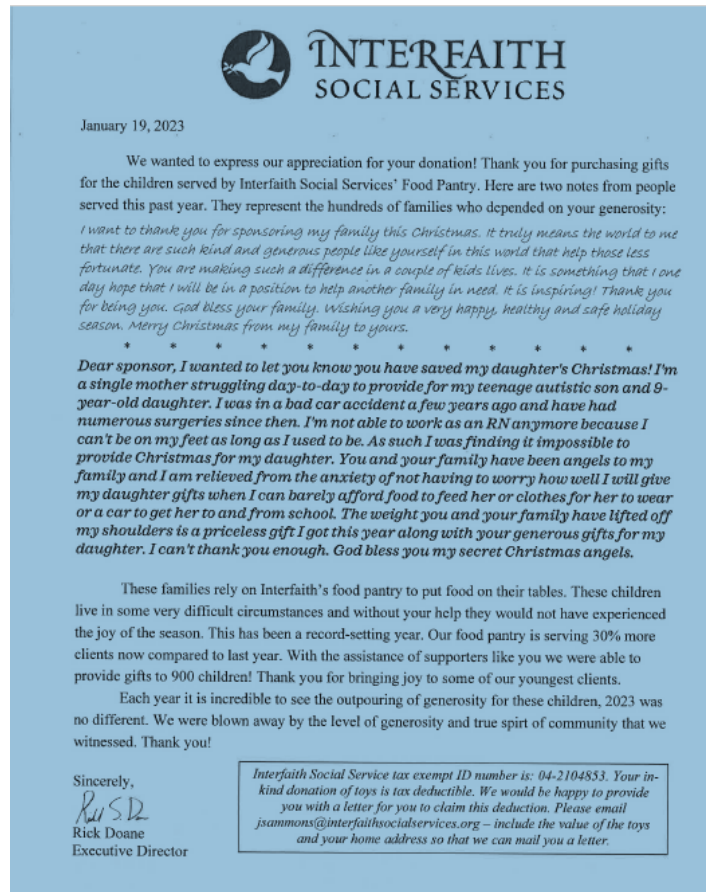 INTERFAITH
SOCIAL SERVICES
January 19, 2023
We wanted to express our appreciation for your donation! Thank you for purchasing gifts
for the children served by Interfaith Social Services' Food Pantry. Here are two notes from people
served this past year. They represent the hundreds of families who depended on your generosity:
I want to thank you for sponsoring my family this Christmas. It truly means the world to me
that there are such kind and generous people like yourself in this world that help those less
fortunate. You are making such a difference in a couple of kids lives. It is something that I one
day hope that I will be in a position to help another family in need. It is inspiring! Thank you
for being you. God bless your family. Wishing you a very happy, healthy and safe holiday
season. Merry Christmas from my family to yours.
* * * * * * * * * * * *
Dear sponsor, I wanted to let you know you have saved my daughter's Christmas! I'm
a single mother struggling day-to-day to provide for my teenage autistic son and 9-
year-old daughter. I was in a bad car accident a few years ago and have had
numerous surgeries since then. I'm not able to work as an RN anymore because I
can't be on my feet as long as I used to be. As such I was finding it impossible to
provide Christmas for my daughter. You and your family have been angels to my
family and I am relieved from the anxiety of not having to worry how well I will give
my daughter gifts when I can barely afford food to feed her or clothes for her to wear
or a car to get her to and from school. The weight you and your family have lifted off
my shoulders is a priceless gift I got this year along with your generous gifts for my
daughter. I can't thank you enough. God bless you my secret Christmas angels.
These families rely on Interfaith's food pantry to put food on their tables. These children
live in some very difficult circumstances and without your help they would not have experienced
the joy of the season. This has been a record-setting year. Our food pantry is serving 30% more
clients now compared to last year. With the assistance of supporters like you we were able to
provide gifts to 900 children! Thank you for bringing joy to some of our youngest clients.
Each year it is incredible to see the outpouring of generosity for these children, 2023 was
no different. We were blown away by the level of generosity and true spirt of community that we
witnessed. Thank you!
Sincerely,
Rick Doane
Executive Director
Interfaith Social Service tax exempt ID number is: 04-2104853. Your in-
kind donation of toys is tax deductible. We would be happy to provide
you with a letter for you to claim this deduction. Please email
jsammons@interfaithsocialservices.org – include the value of the toys
and your home address so that we can mail you a letter.